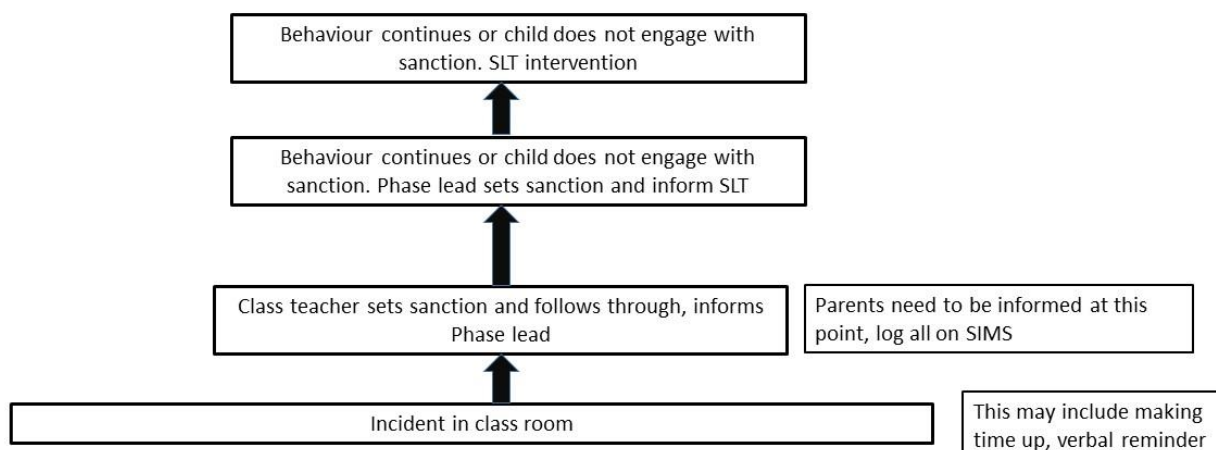 Behaviour continues or child does not engage with
sanction. SLT intervention
Behaviour continues or child does not engage with
sanction. Phase lead sets sanction and inform SLT
Class teacher sets sanction and follows through, informs
Phase lead
Parents need to be informed at this
point, log all on SIMS
Incident in class room
This may include making
time up, verbal reminder